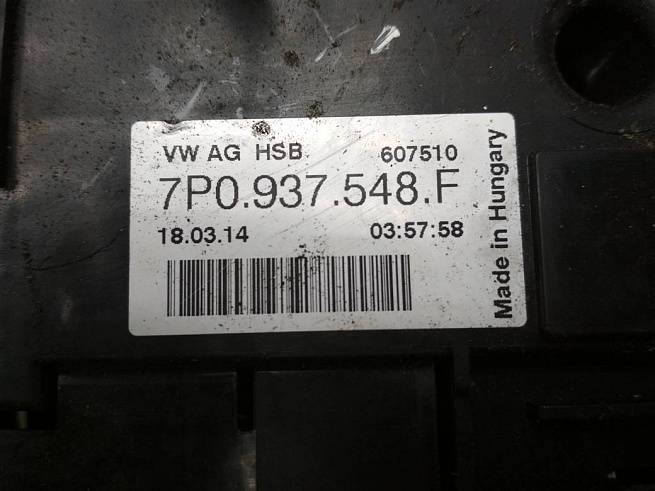 VW AG HSB 607510
7P0.937.548.F
18.03.14 03:57:58
Made in Hungary